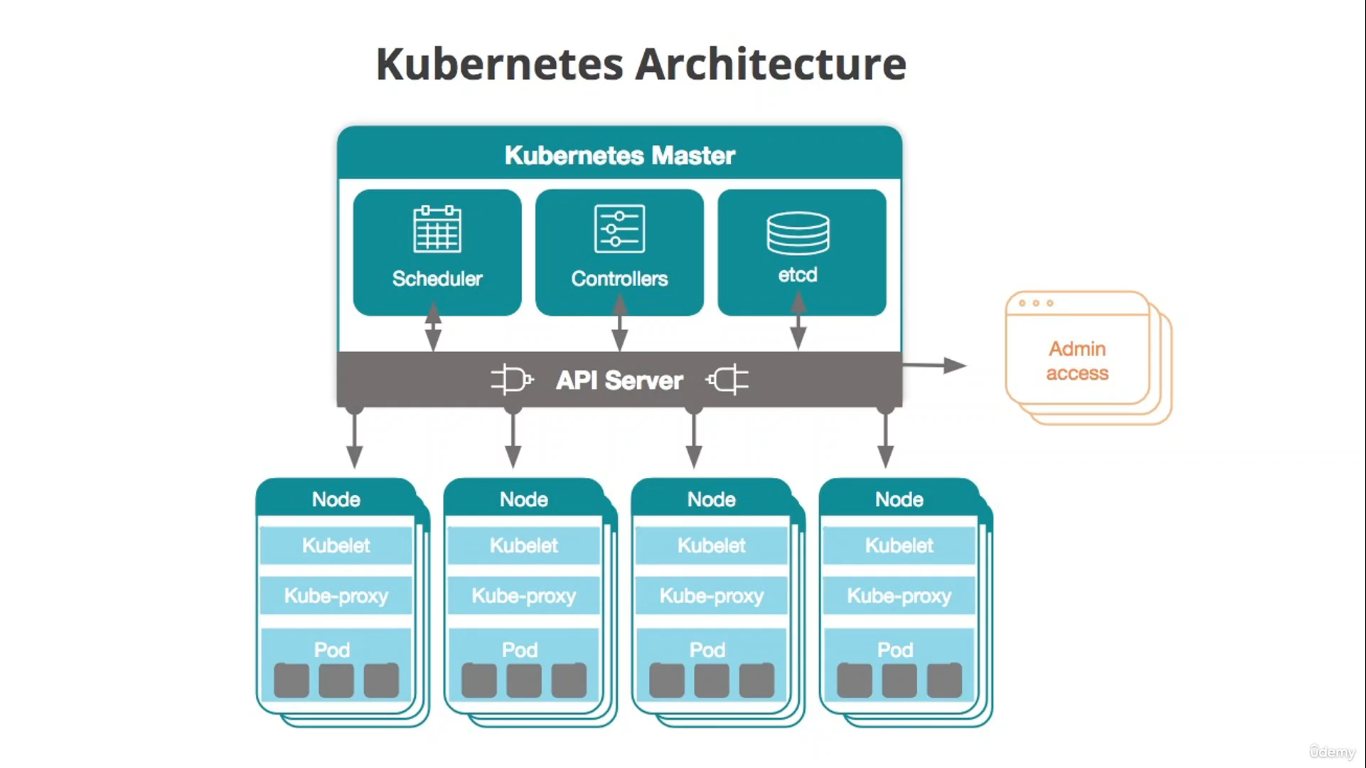 Kubernetes Architecture
Kubernetes Master
Scheduler
Controllers
etcd
API Server
Admin
access
Node
Kubelet
Kube-proxy
Pod
Node
Kubelet
Kube-proxy
Pod
Node
Kubelet
Kube-proxy
Pod
Node
Kubelet
Kube-proxy
Pod
ûdemy